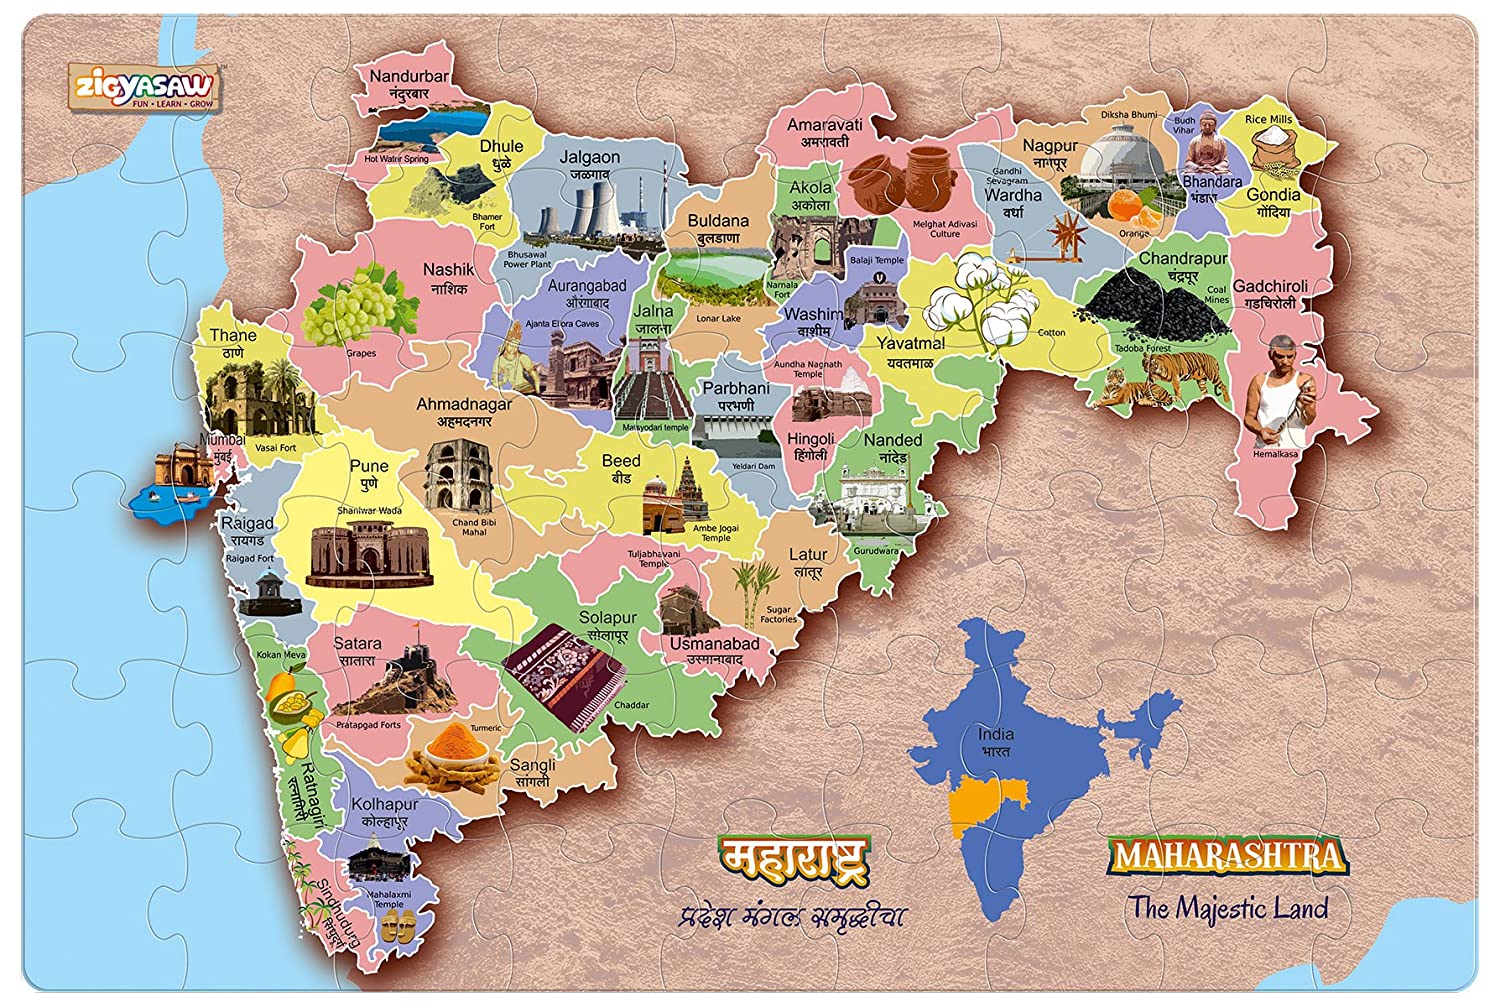 ZiGYASAW™
FUN • LEARN • GROW
Nandurbar
नंदुरबार
Hot Water Spring
Dhule
धुळे
Bhamer
Fort
Jalgaon
जळगाव
Bhusawal
Power Plant
Buldana
बुलडाणा
Lonar Lake
Amaravati
अमरावती
Akola
अकोला
Narnala
Fort
Melghat Adivasi
Culture
Balaji Temple
Washim
वाशीम
Gandhi
Sevagram
Wardha
वर्धा
Nagpur
नागपूर
Diksha Bhumi
Orange
Budh
Vihar
Bhandara
भंडारा
Rice Mills
Gondia
गोंदिया
Chandrapur
चंद्रपूर
Coal
Mines
Tadoba Forest
Gadchiroli
गडचिरोली
Hemalkasa
Yavatmal
यवतमाळ
Cotton
Nashik
नाशिक
Grapes
Aurangabad
औरंगाबाद
Ajanta Ellora Caves
Jalna
जालना
Matsyodari temple
Parbhani
परभणी
Yeldari Dam
Aundha Nagnath
Temple
Hingoli
हिंगोली
Nanded
नांदेड
Gurudwara
Thane
ठाणे
Vasai Fort
Mumbai
मुंबई
Ahmadnagar
अहमदनगर
Chand Bibi
Mahal
Beed
बीड
Ambe Jogai
Temple
Pune
पुणे
Shaniwar Wada
Raigad
रायगड
Raigad Fort
Latur
लातूर
Sugar
Factories
Tuljabhavani
Temple
Usmanabad
उस्मानाबाद
Solapur
सोलापूर
Chaddar
Satara
सातारा
Pratapgad Forts
Kokan Meva
Ratnagiri
रत्नागिरी
Turmeric
Sangli
सांगली
Kolhapur
कोल्हापूर
Mahalaxmi
Temple
Sindhudurg
सिंधुदुर्ग
India
भारत
महाराष्ट्र
प्रदेश मंगल समृद्धीचा
MAHARASHTRA
The Majestic Land